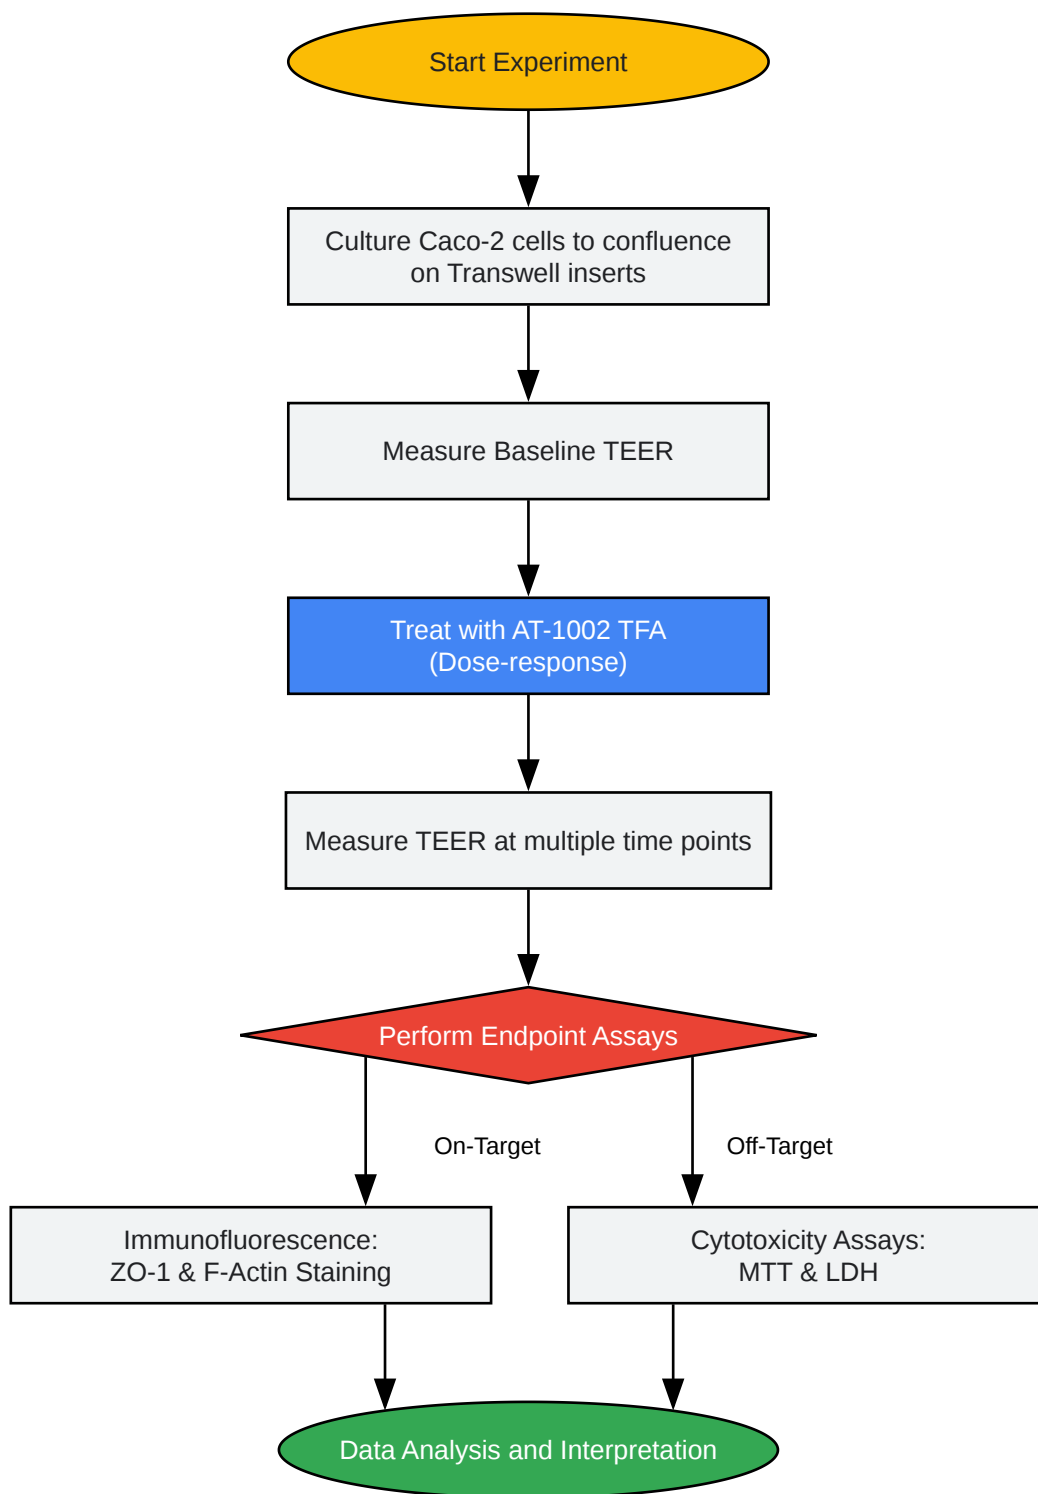 Start Experiment
Culture Caco-2 cells to confluence
on Transwell inserts
Measure Baseline TEER
Treat with AT-1002 TFA
(Dose-response)
Measure TEER at multiple time points
Perform Endpoint Assays
On-Target
Off-Target
Immunofluorescence:
ZO-1 & F-Actin Staining
Cytotoxicity Assays:
MTT & LDH
Data Analysis and Interpretation